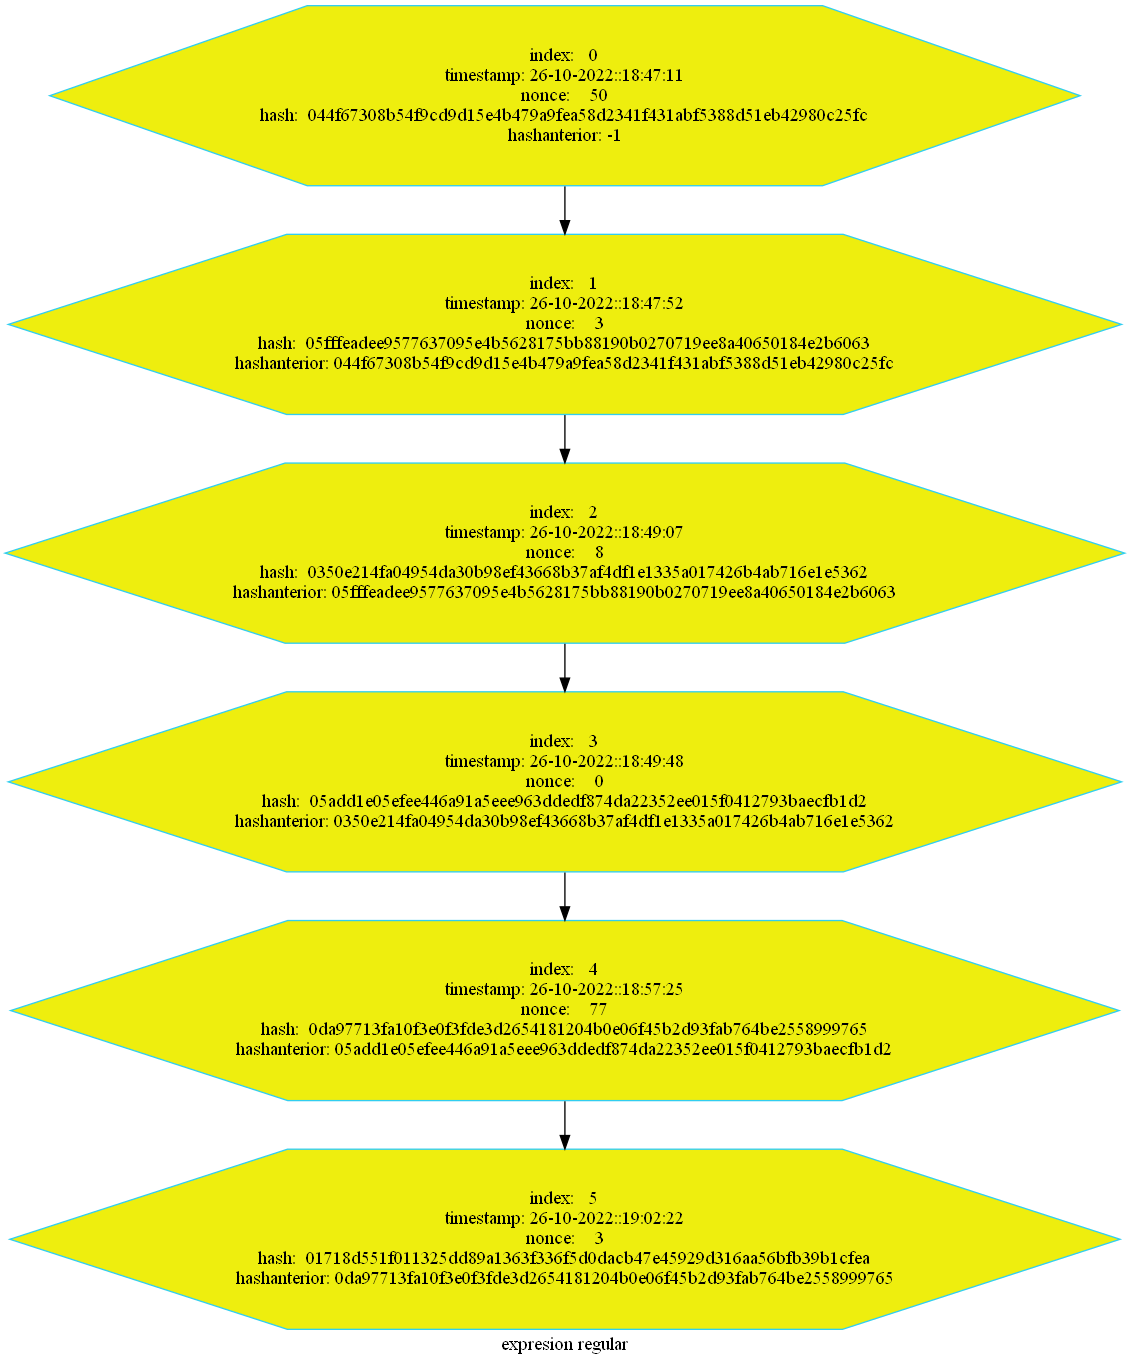 index: 0
timestamp: 26-10-2022::18:47:11
nonce: 50
hash: 044f67308b54f9cd9d15e4b479a9fea58d2341f431abf5388d51eb42980c25fc
hashanterior: -1
index: 1
timestamp: 26-10-2022::18:47:52
nonce: 3
hash: 05fffeadee9577637095e4b5628175bb88190b0270719ee8a40650184e2b6063
hashanterior: 044f67308b54f9cd9d15e4b479a9fea58d2341f431abf5388d51eb42980c25fc
index: 2
timestamp: 26-10-2022::18:49:07
nonce: 8
hash: 0350e214fa04954da30b98ef43668b37af4df1e1335a017426b4ab716e1e5362
hashanterior: 05fffeadee9577637095e4b5628175bb88190b0270719ee8a40650184e2b6063
index: 3
timestamp: 26-10-2022::18:49:48
nonce: 0
hash: 05add1e05efee446a91a5eee963ddedf874da22352ee015f0412793baecfb1d2
hashanterior: 0350e214fa04954da30b98ef43668b37af4df1e1335a017426b4ab716e1e5362
index: 4
timestamp: 26-10-2022::18:57:25
nonce: 77
hash: 0da97713fa10f3e0f3fde3d2654181204b0e06f45b2d93fab764be2558999765
hashanterior: 05add1e05efee446a91a5eee963ddedf874da22352ee015f0412793baecfb1d2
index: 5
timestamp: 26-10-2022::19:02:22
nonce: 3
hash: 01718d551f011325dd89a1363f336f5d0dacb47e45929d316aa56bfb39b1cfea
hashanterior: 0da97713fa10f3e0f3fde3d2654181204b0e06f45b2d93fab764be2558999765
expresion regular